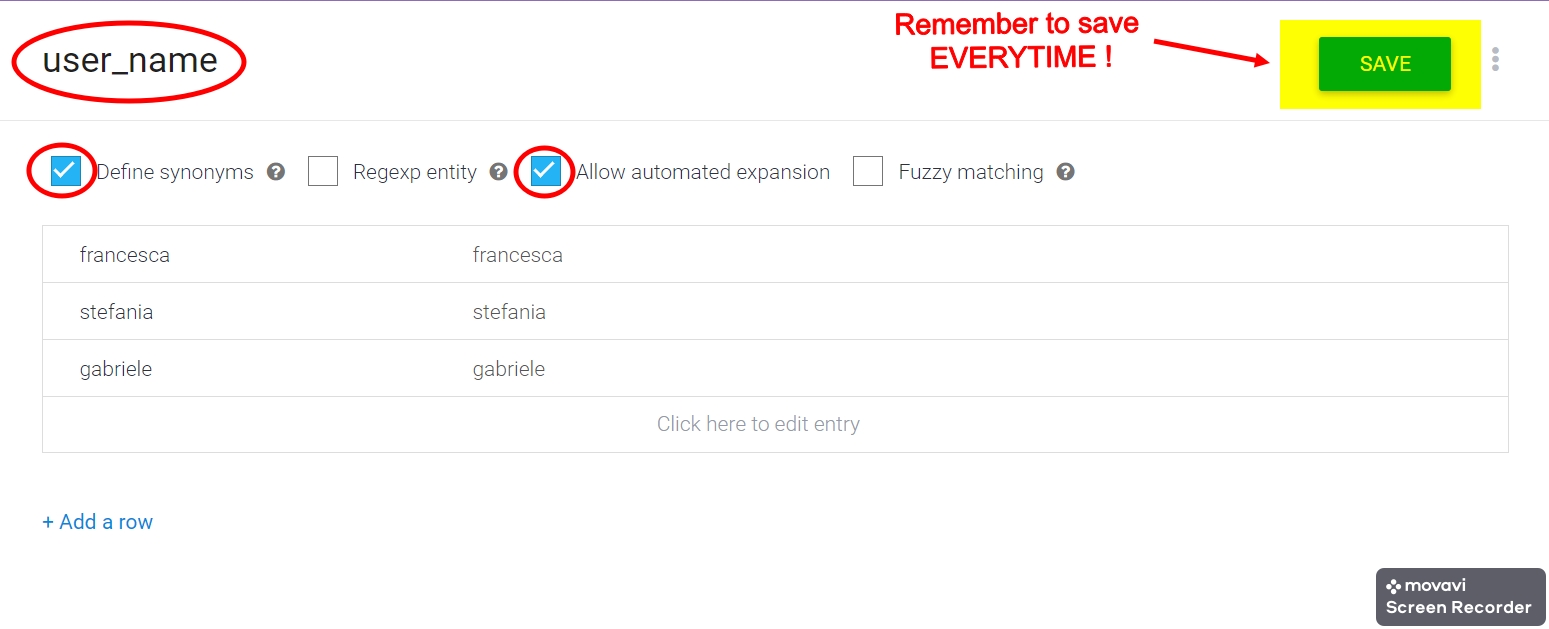 user_name
Remember to save
EVERYTIME !
SAVE
Define synonyms ? Regexp entity ? Allow automated expansion Fuzzy matching ?
francesca francesca
stefania stefania
gabriele gabriele
Click here to edit entry
+ Add a row
movavi
Screen Recorder